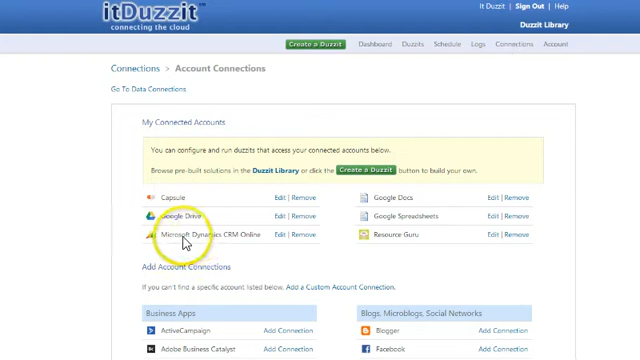 itDuzzit™
connecting the cloud
It Duzzit | Sign Out | Help
Duzzit Library
Create a Duzzit Dashboard Duzzits Schedule Logs Connections Account
Connections > Account Connections
Go To Data Connections
My Connected Accounts
You can configure and run duzzits that access your connected accounts below.
Browse pre-built solutions in the Duzzit Library or click the Create a Duzzit button to build your own.
Capsule Edit | Remove
Google Docs Edit | Remove
Google Drive Edit | Remove
Google Spreadsheets Edit | Remove
Microsoft Dynamics CRM Online Edit | Remove
Resource Guru Edit | Remove
Add Account Connections
If you can't find a specific account listed below, Add a Custom Account Connection.
Business Apps
Blogs, Microblogs, Social Networks
ActiveCampaign Add Connection
Blogger Add Connection
Adobe Business Catalyst Add Connection
Facebook Add Connection